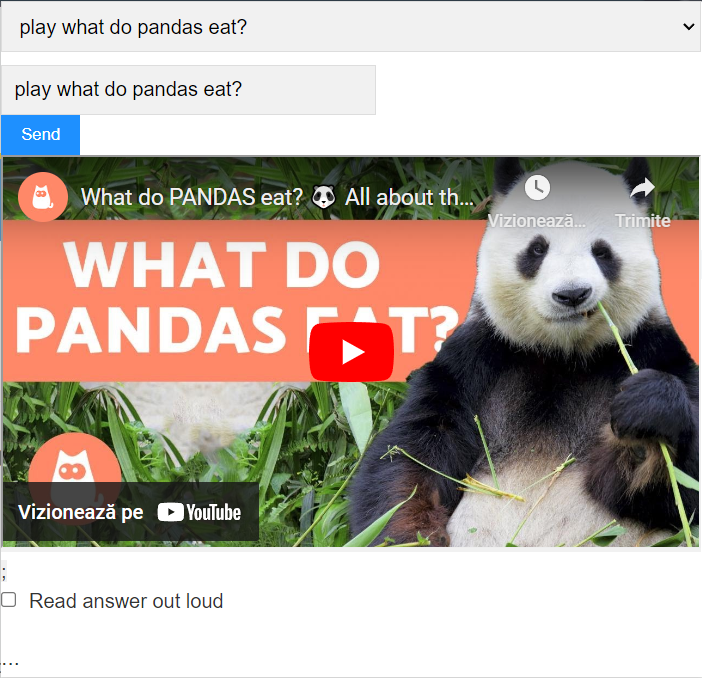 play what do pandas eat?
play what do pandas eat?
Send
What do PANDAS eat? 🐼 All about th...
Vizionează...
Trimite
WHAT DO
PANDAS EAT?
Vizionează pe YouTube
;
Read answer out loud
...